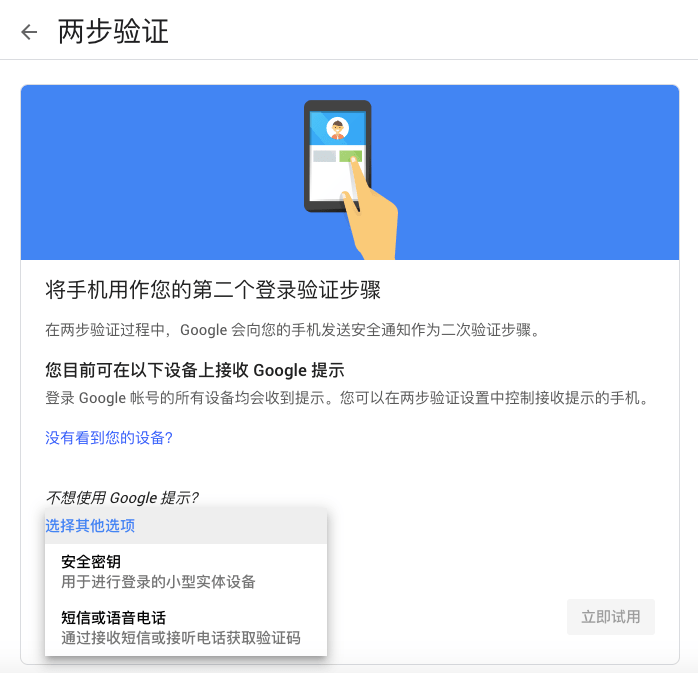 两步验证
将手机用作您的第二个登录验证步骤
在两步验证过程中，Google 会向您的手机发送安全通知作为二次验证步骤。
您目前可在以下设备上接收 Google 提示
登录 Google 帐号的所有设备均会收到提示。您可以在两步验证设置中控制接收提示的手机。
没有看到您的设备?
不想使用 Google 提示?
选择其他选项
安全密钥
用于进行登录的小型实体设备
短信或语音电话
通过接收短信或接听电话获取验证码
立即试用